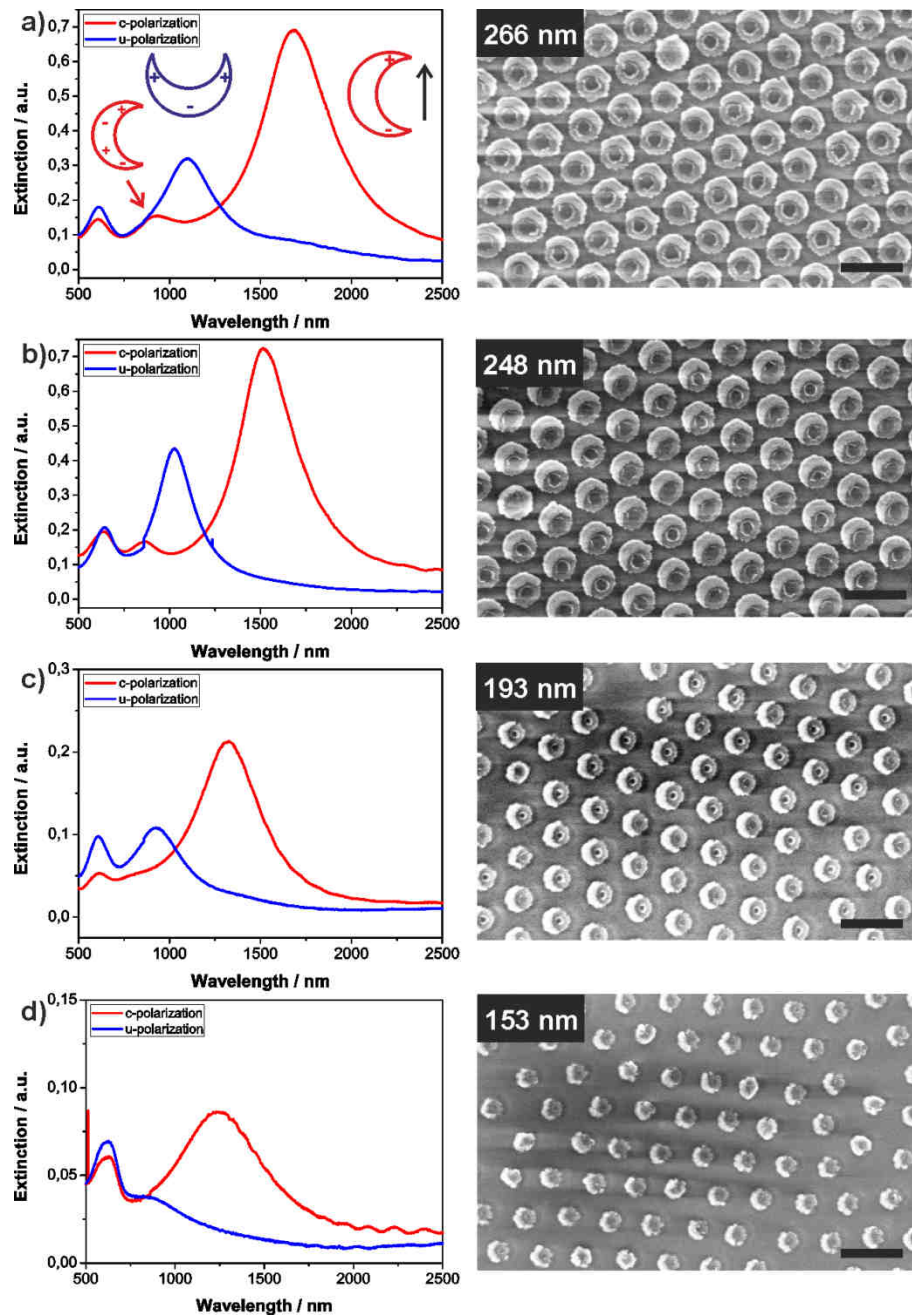 a)
c-polarization
u-polarization
Extinction / a.u.
0,7
0,6
0,5
0,4
0,3
0,2
0,1
0,0
+
-
+
-
+
+
-
+
-
500
1000
1500
2000
2500
Wavelength / nm
266 nm
b)
c-polarization
u-polarization
Extinction / a.u.
0,7
0,6
0,5
0,4
0,3
0,2
0,1
0,0
500
1000
1500
2000
2500
Wavelength / nm
248 nm
c)
c-polarization
u-polarization
Extinction / a.u.
0,3
0,2
0,1
0,0
500
1000
1500
2000
2500
Wavelength / nm
193 nm
d)
c-polarization
u-polarization
Extinction / a.u.
0,15
0,10
0,05
0,00
500
1000
1500
2000
2500
Wavelength / nm
153 nm